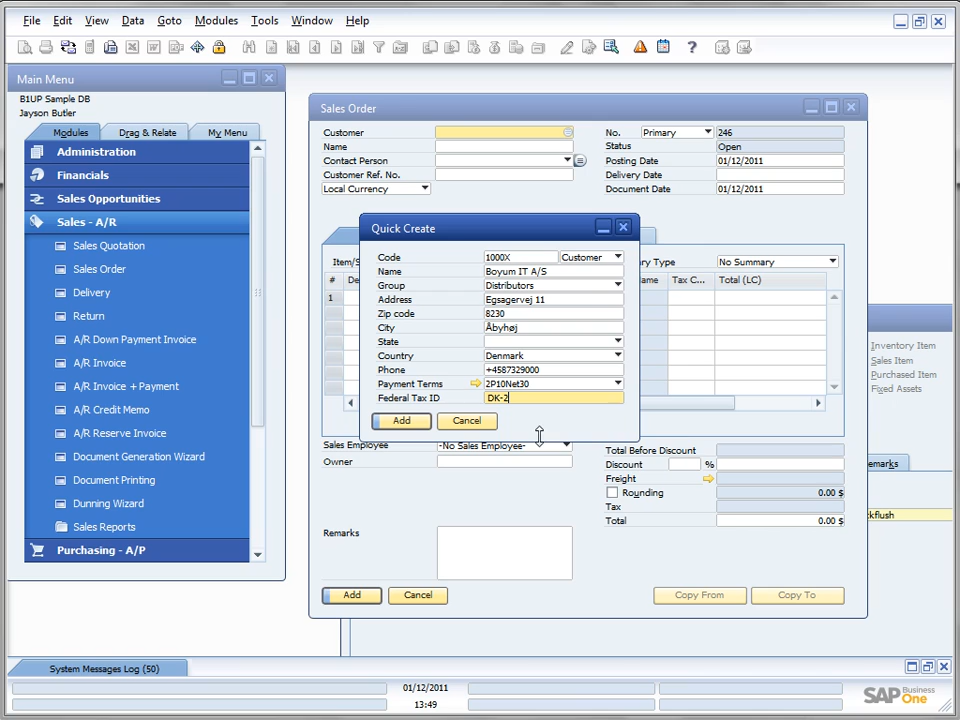 File Edit View Data Goto Modules Tools Window Help
Main Menu
B1UP Sample DB
Jayson Butler
Modules Drag & Relate My Menu
Administration
Financials
Sales Opportunities
Sales - A/R
Sales Quotation
Sales Order
Delivery
Return
A/R Down Payment Invoice
A/R Invoice
A/R Invoice + Payment
A/R Credit Memo
A/R Reserve Invoice
Document Generation Wizard
Document Printing
Dunning Wizard
Sales Reports
Purchasing - A/P
Sales Order
Customer
Name
Contact Person
Customer Ref. No.
Local Currency
No. Primary 246
Status Open
Posting Date 01/12/2011
Delivery Date
Document Date 01/12/2011
Item/S
ry Type No Summary
# De ame Tax C... Total (LC)
1
Quick Create
Code 1000X Customer
Name Boyum IT A/S
Group Distributors
Address Egsagervej 11
Zip code 8230
City Åbyhøj
State
Country Denmark
Phone +4587329000
Payment Terms 2P10Net30
Federal Tax ID DK-2
Add Cancel
Sales Employee -No Sales Employee-
Owner
Remarks
Total Before Discount
Discount %
Freight
Rounding 0.00 $
Tax
Total 0.00 $
Add Cancel Copy From Copy To
Inventory Item
Sales Item
Purchased Item
Fixed Assets
emarks
ckflush
System Messages Log (50)
01/12/2011
13:49
SAP Business One